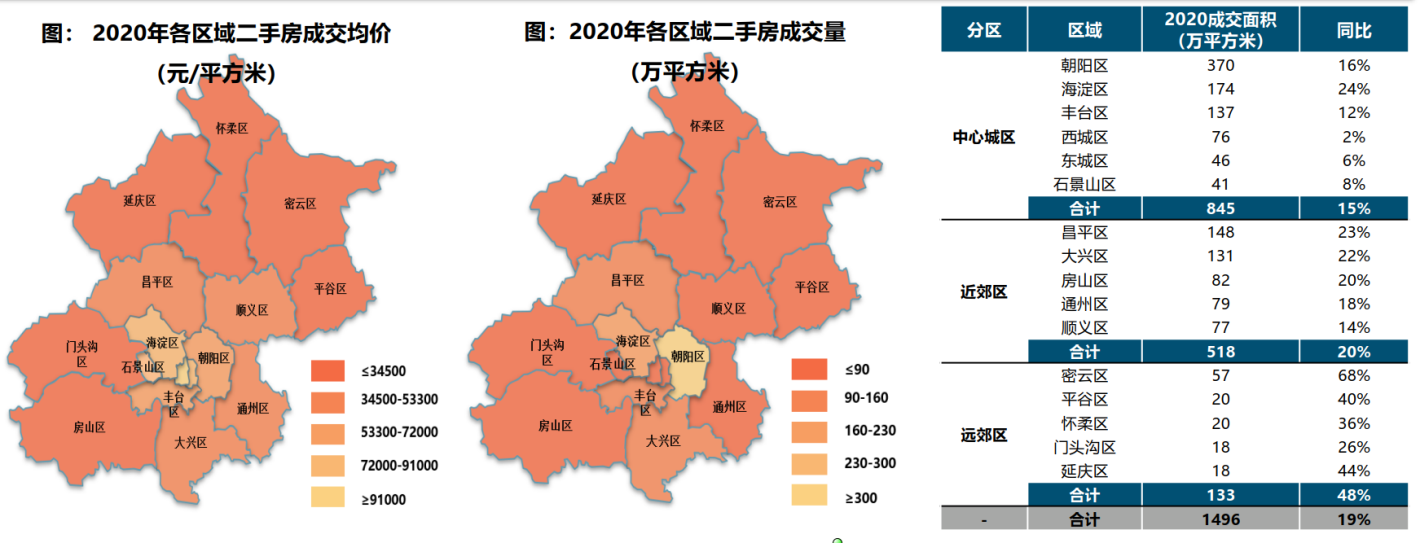 图： 2020年各区域二手房成交均价
（元/平方米）
怀柔区
延庆区
密云区
昌平区
平谷区
顺义区
门头沟
区
海淀区
朝阳区
石景山区
丰台
区
通州区
房山区
大兴区
≤34500
34500-53300
53300-72000
72000-91000
≥91000
图：2020年各区域二手房成交量
（万平方米）
怀柔区
延庆区
密云区
昌平区
平谷区
顺义区
门头沟
区
海淀区
朝阳区
石景山区
丰台
区
通州区
房山区
大兴区
≤90
90-160
160-230
230-300
≥300
分区 区域 2020成交面积 同比
（万平方米）
朝阳区 370 16%
海淀区 174 24%
丰台区 137 12%
中心城区 西城区 76 2%
东城区 46 6%
石景山区 41 8%
合计 845 15%
昌平区 148 23%
大兴区 131 22%
近郊区 房山区 82 20%
通州区 79 18%
顺义区 77 14%
合计 518 20%
密云区 57 68%
平谷区 20 40%
远郊区 怀柔区 20 36%
门头沟区 18 26%
延庆区 18 44%
合计 133 48%
- 合计 1496 19%